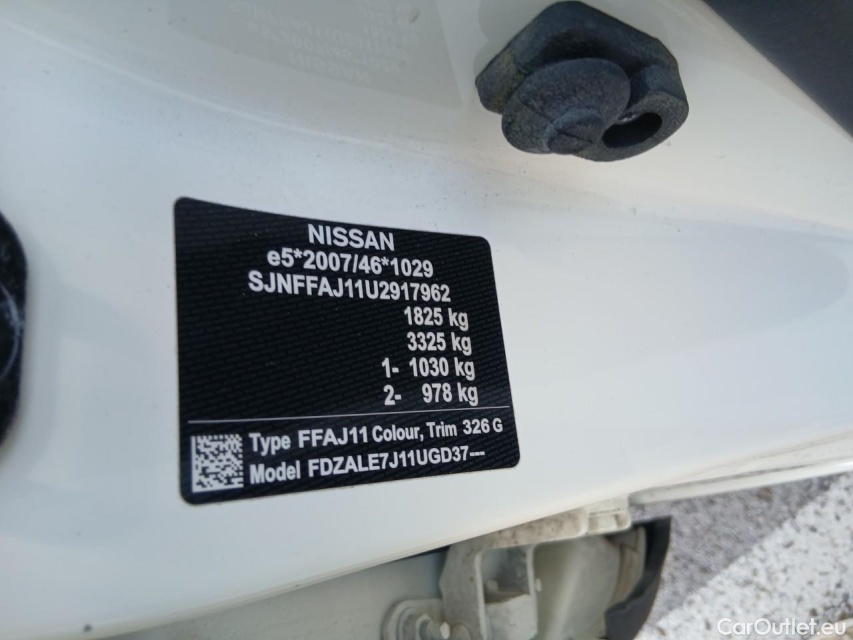 NISSAN
e5*2007/46*1029
SJNFFAJ11U2917962
1825 kg
3325 kg
1- 1030 kg
2- 978 kg
Type FFAJ11 Colour, Trim 326 G
Model FDZALE7J11UGD37---
CarOutlet.eu